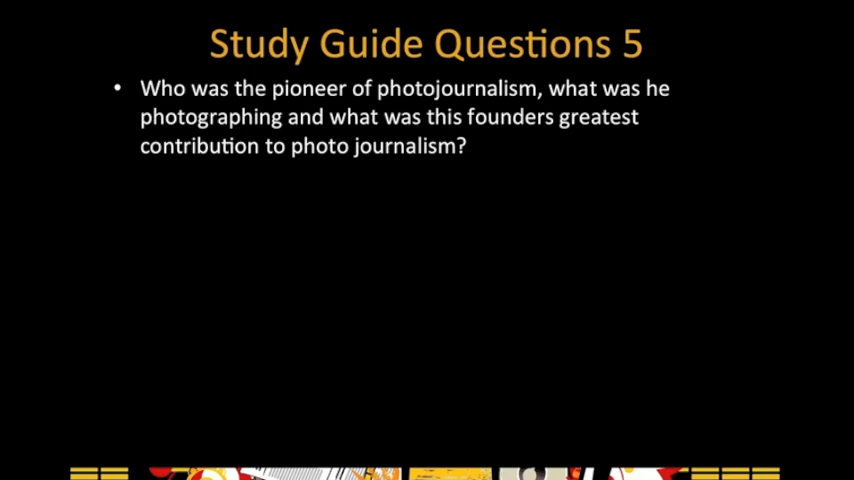 Study Guide Questions 5
• Who was the pioneer of photojournalism, what was he
photographing and what was this founders greatest
contribution to photo journalism?